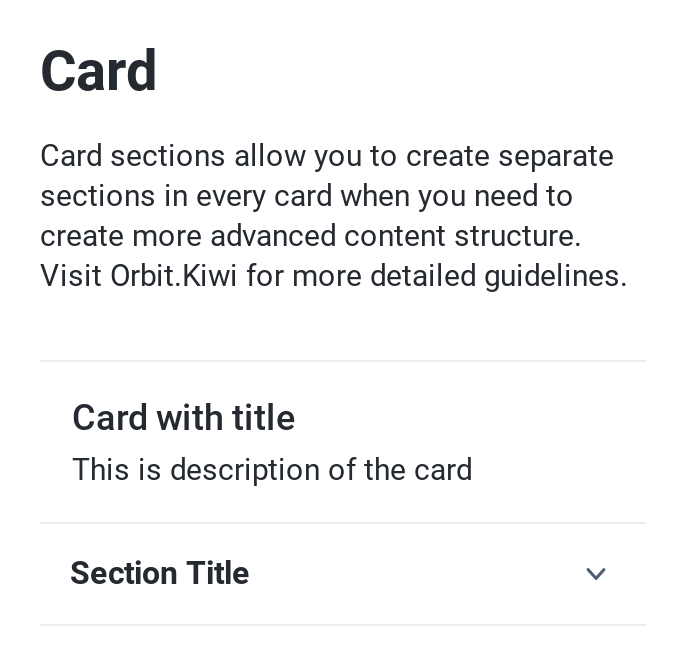 Card
Card sections allow you to create separate
sections in every card when you need to
create more advanced content structure.
Visit Orbit.Kiwi for more detailed guidelines.
Card with title
This is description of the card
Section Title